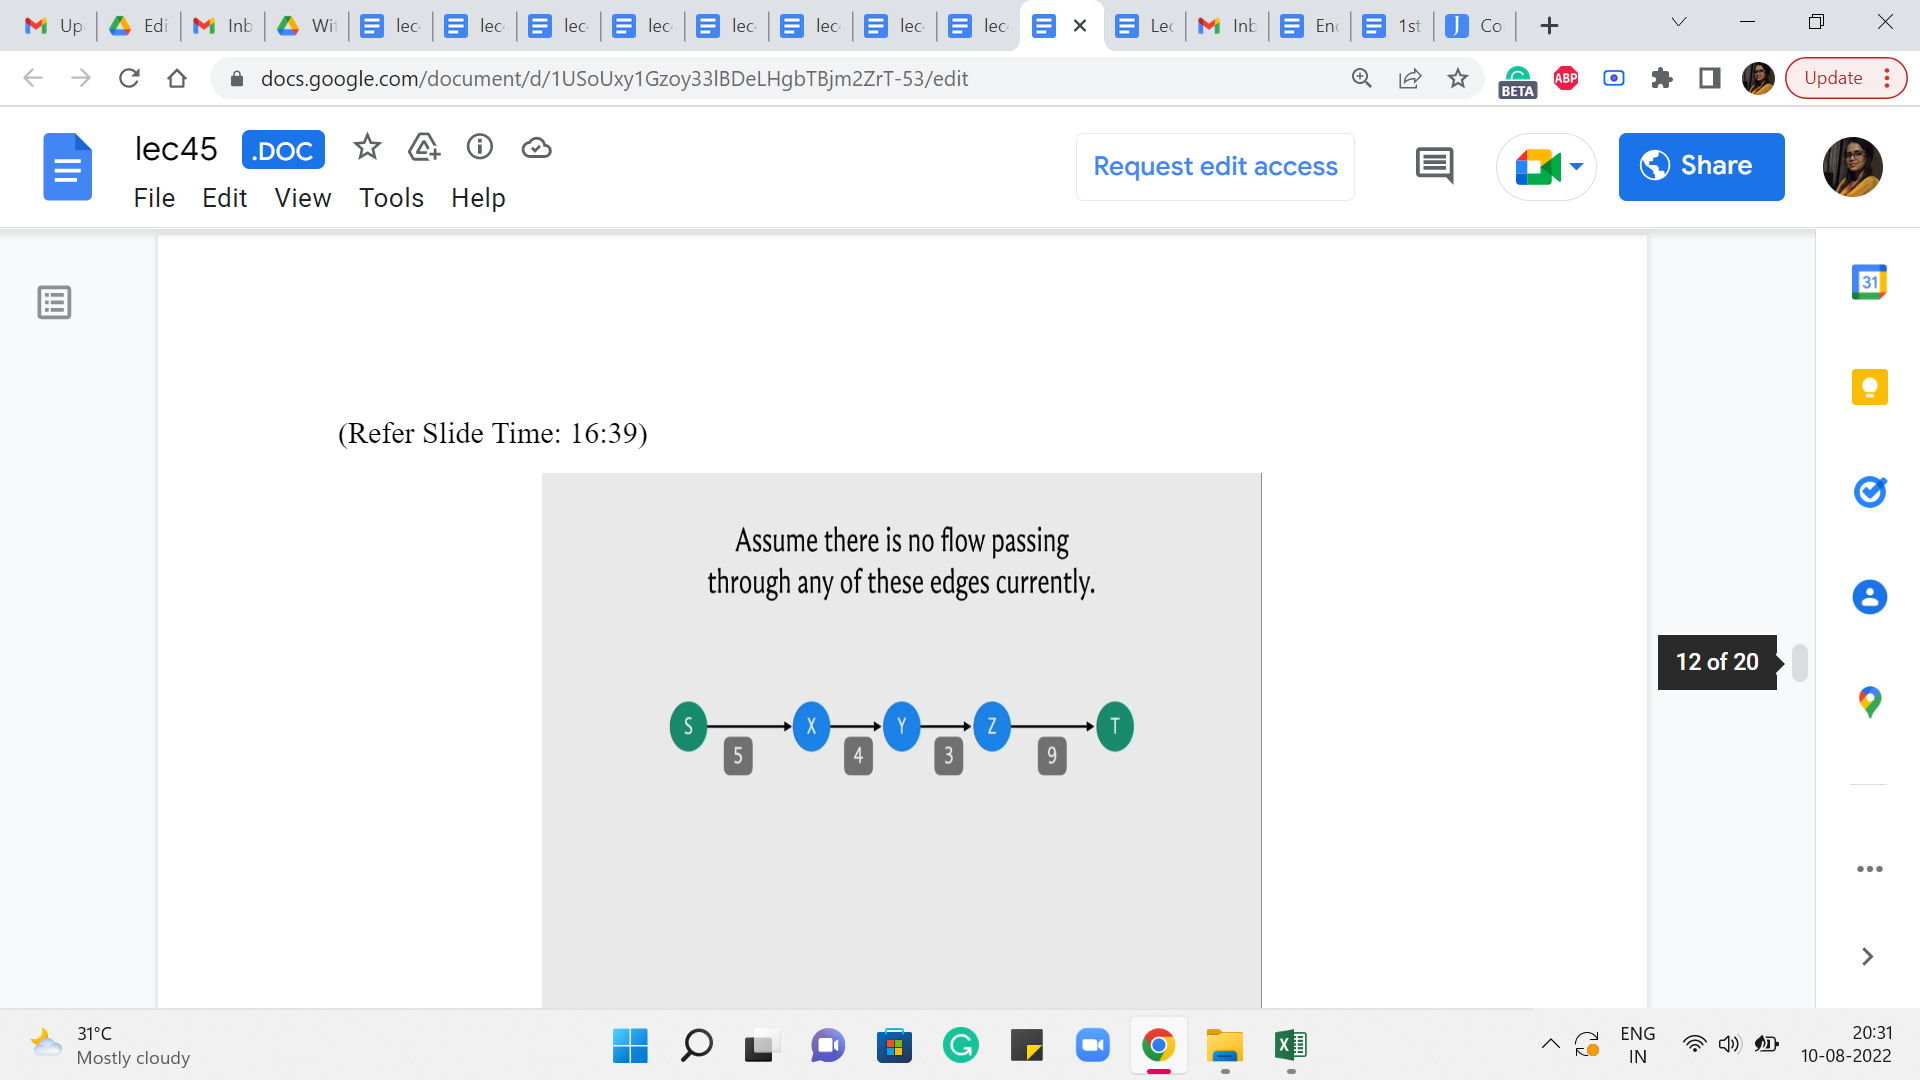 Up
Edi
Inb
Wi
lec
lec
lec
lec
lec
lec
lec
lec
Lec
Inb
Enc
1st
Co
docs.google.com/document/d/1USoUxy1Gzoy33lBDeLHgbTBjm2ZrT-53/edit
BETA
ABP
Update
lec45
.DOC
Request edit access
Share
File Edit View Tools Help
31
(Refer Slide Time: 16:39)
Assume there is no flow passing
through any of these edges currently.
12 of 20
S X Y Z T
5 4 3 9
31°C
Mostly cloudy
ENG
IN
20:31
10-08-2022